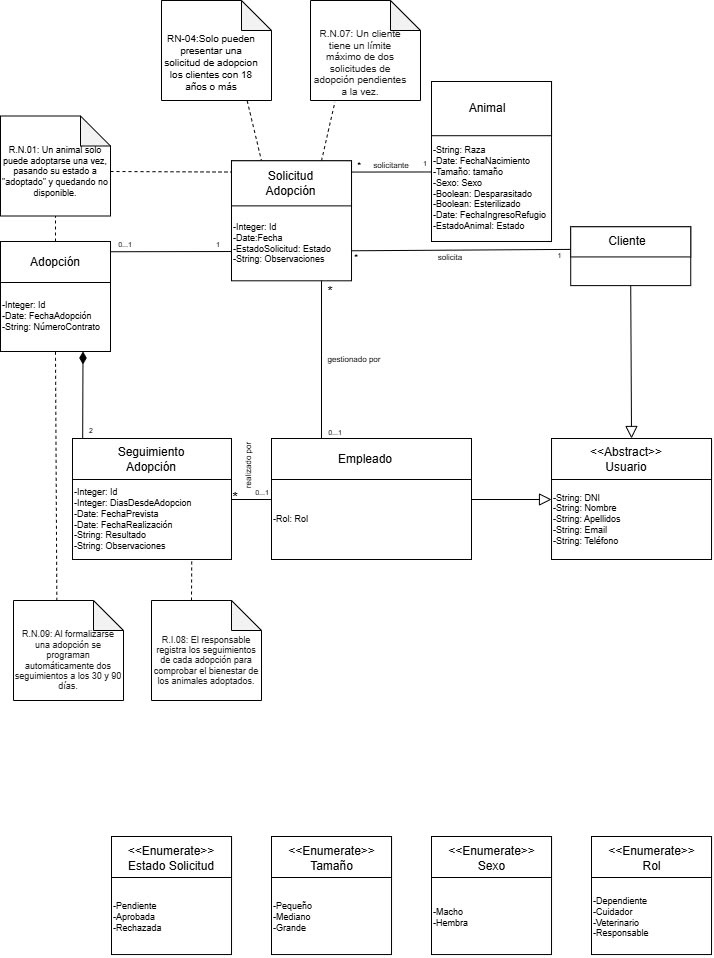 RN-04:Solo pueden
presentar una
solicitud de adopcion
los clientes con 18
años o más
R.N.07: Un cliente
tiene un límite
máximo de dos
solicitudes de
adopción pendientes
a la vez.
R.N.01: Un animal solo
puede adoptarse una vez,
pasando su estado a
"adoptado" y quedando no
disponible.
Animal
-String: Raza
-Date: FechaNacimiento
-Tamaño: tamaño
-Sexo: Sexo
-Boolean: Desparasitado
-Boolean: Esterilizado
-Date: FechaIngresoRefugio
-EstadoAnimal: Estado
* solicitante 1
Solicitud
Adopción
-Integer: Id
-Date:Fecha
-EstadoSolicitud: Estado
-String: Observaciones
Cliente
* solicita 1
Adopción
-Integer: Id
-Date: FechaAdopción
-String: NúmeroContrato
0...1 1
*
gestionado por
0...1
2
Seguimiento
Adopción
-Integer: Id
-Integer: DiasDesdeAdopcion
-Date: FechaPrevista
-Date: FechaRealización
-String: Resultado
-String: Observaciones
realizado por
* 0...1
Empleado
-Rol: Rol
<<Abstract>>
Usuario
-String: DNI
-String: Nombre
-String: Apellidos
-String: Email
-String: Teléfono
R.N.09: Al formalizarse
una adopción se
programan
automáticamente dos
seguimientos a los 30 y 90
días.
R.I.08: El responsable
registra los seguimientos
de cada adopción para
comprobar el bienestar de
los animales adoptados.
<<Enumerate>>
Estado Solicitud
-Pendiente
-Aprobada
-Rechazada
<<Enumerate>>
Tamaño
-Pequeño
-Mediano
-Grande
<<Enumerate>>
Sexo
-Macho
-Hembra
<<Enumerate>>
Rol
-Dependiente
-Cuidador
-Veterinario
-Responsable